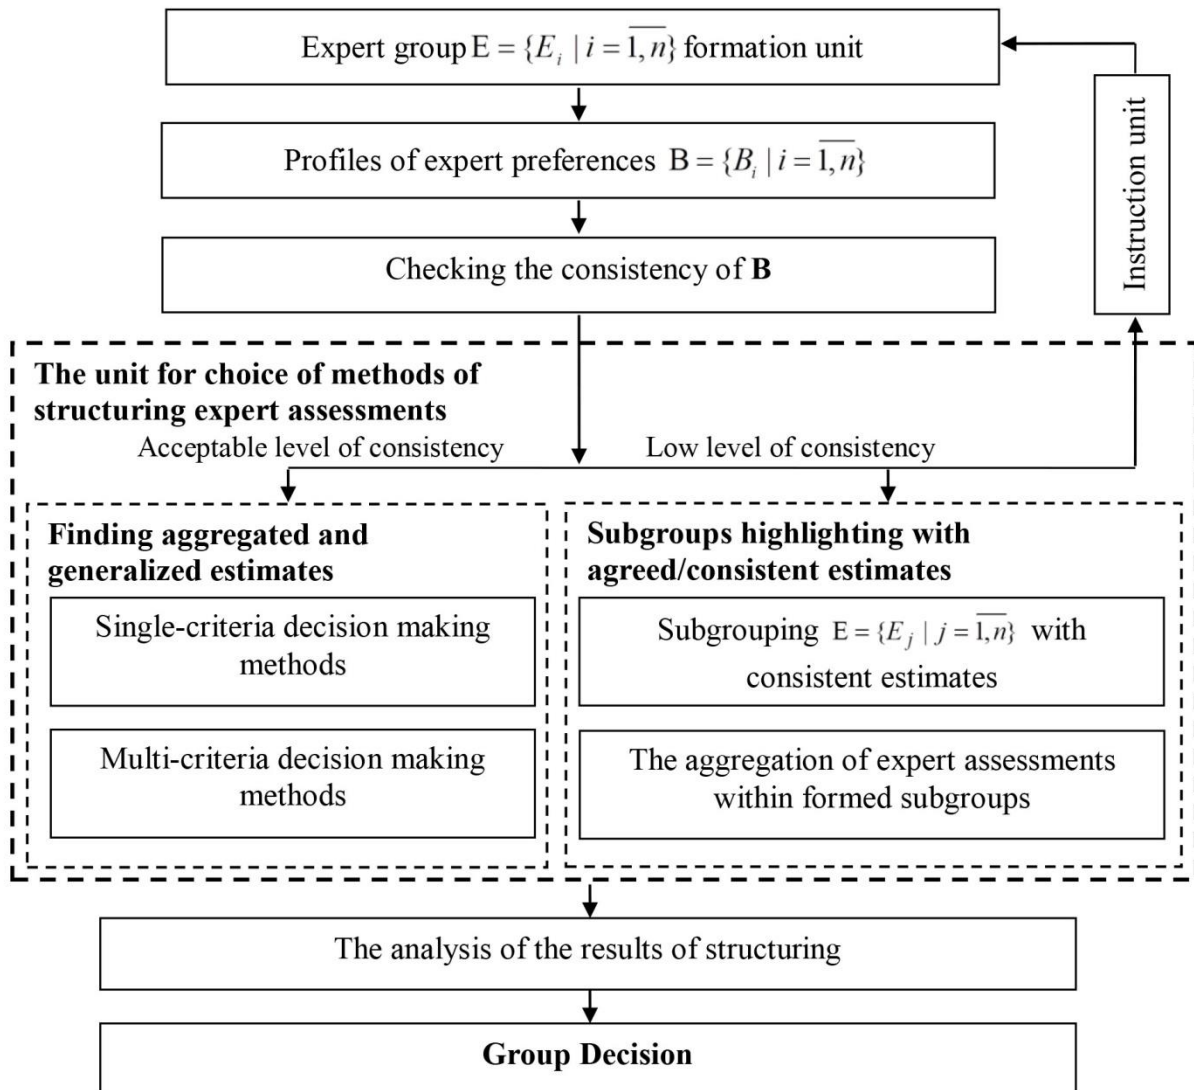 Expert group E = {E_i | i = \overline{1, n}} formation unit
Instruction unit
Profiles of expert preferences B = {B_i | i = \overline{1, n}}
Checking the consistency of B
The unit for choice of methods of
structuring expert assessments
Acceptable level of consistency
Low level of consistency
Finding aggregated and
generalized estimates
Single-criteria decision making
methods
Multi-criteria decision making
methods
Subgroups highlighting with
agreed/consistent estimates
Subgrouping E = {E_j | j = \overline{1, n}} with
consistent estimates
The aggregation of expert assessments
within formed subgroups
The analysis of the results of structuring
Group Decision